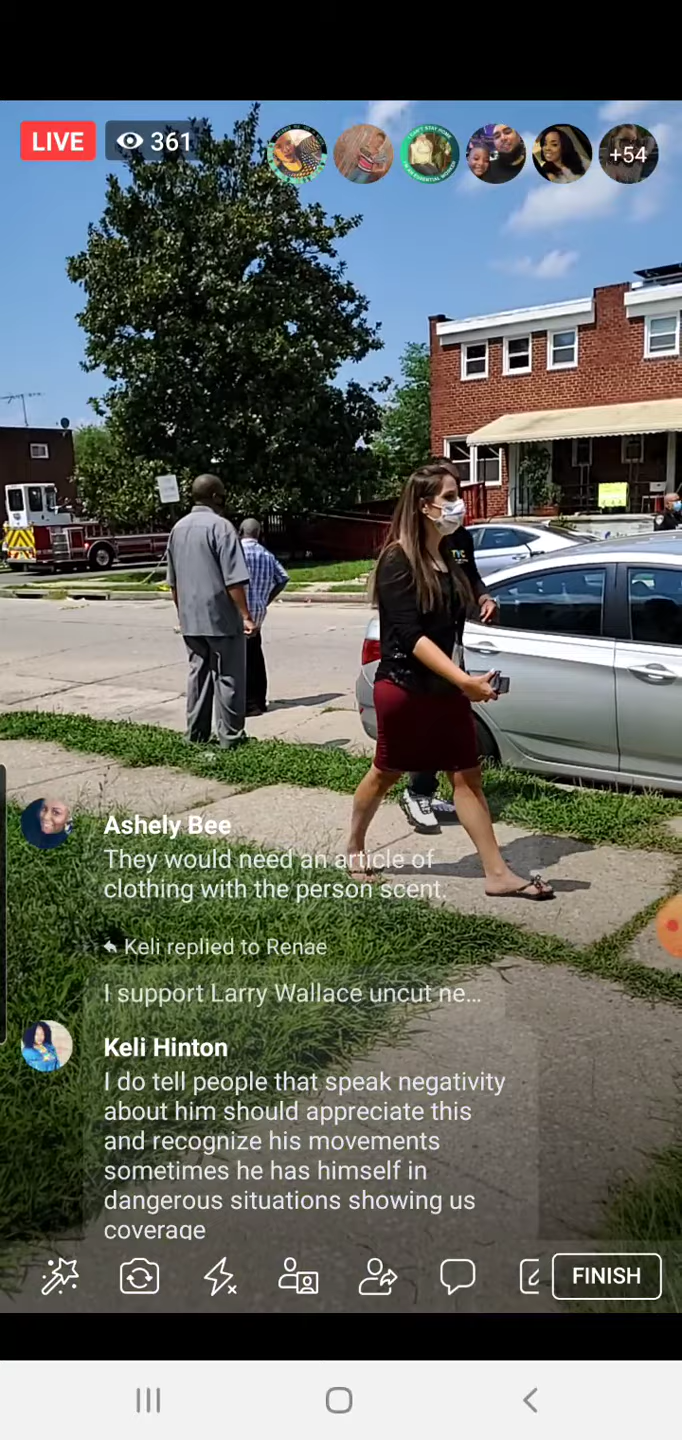 LIVE
361
+54
Ashely Bee
They would need an article of
clothing with the person scent.
Keli replied to Renae
I support Larry Wallace uncut ne...
Keli Hinton
I do tell people that speak negativity
about him should appreciate this
and recognize his movements
sometimes he has himself in
dangerous situations showing us
coverage
FINISH